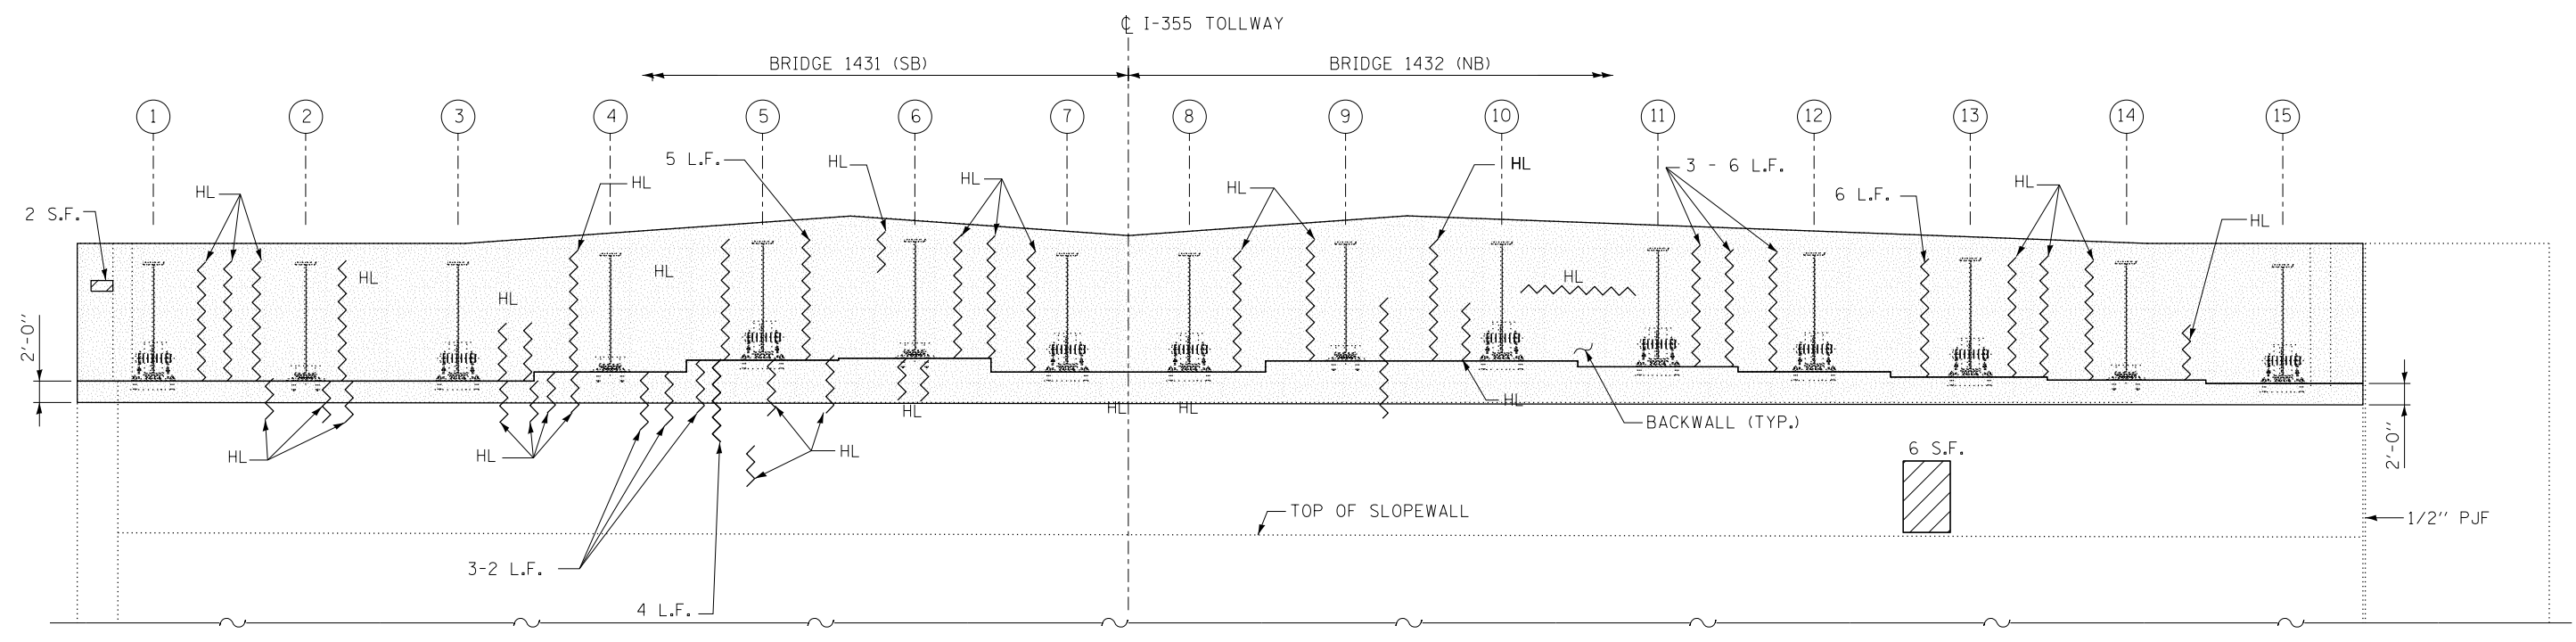 ℄ I-355 TOLLWAY
BRIDGE 1431 (SB)
BRIDGE 1432 (NB)
1
2
3
4
5
6
7
8
9
10
11
12
13
14
15
5 L.F.
HL
HL
3 - 6 L.F.
HL
HL
HL
HL
HL
6 L.F.
2 S.F.
HL
HL
HL
HL
HL
2'-0"
HL
HL
HL
HL
HL
BACKWALL (TYP.)
HL
HL
HL
6 S.F.
2'-0"
TOP OF SLOPEWALL
1/2" PJF
3-2 L.F.
4 L.F.